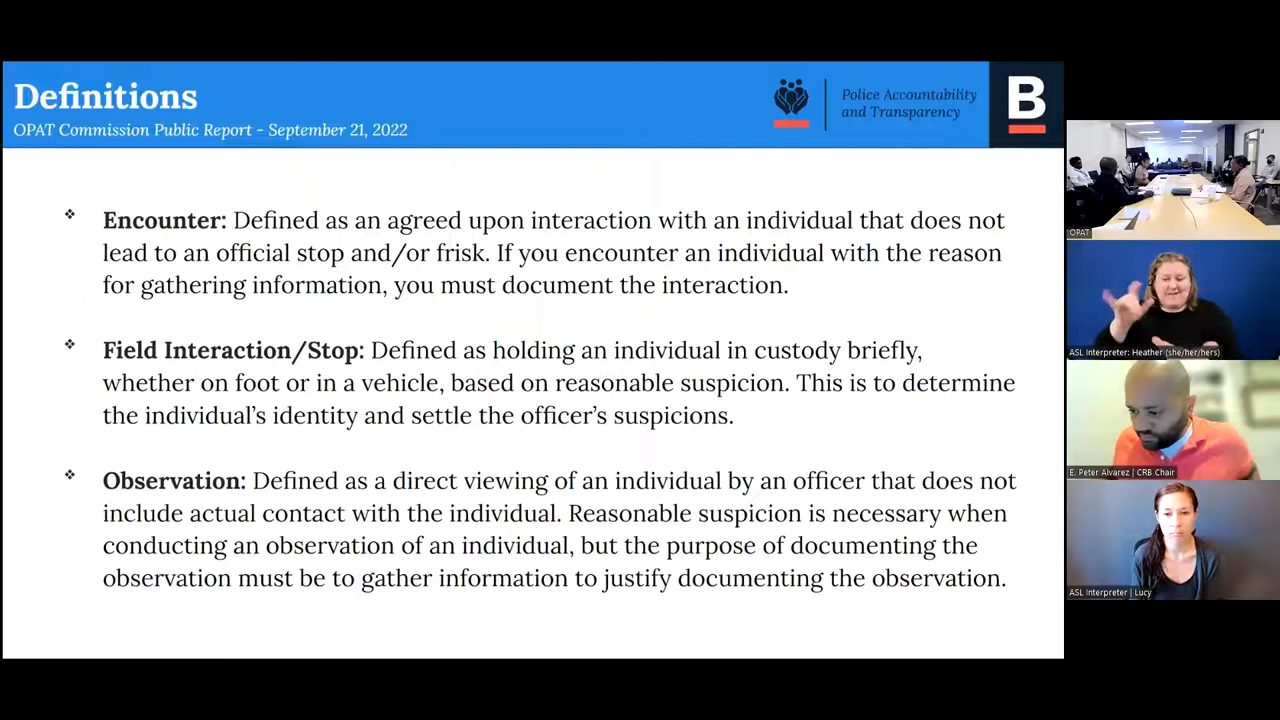 Definitions
OPAT Commission Public Report - September 21, 2022
Police Accountability
and Transparency
B
❖ Encounter: Defined as an agreed upon interaction with an individual that does not
lead to an official stop and/or frisk. If you encounter an individual with the reason
for gathering information, you must document the interaction.
❖ Field Interaction/Stop: Defined as holding an individual in custody briefly,
whether on foot or in a vehicle, based on reasonable suspicion. This is to determine
the individual's identity and settle the officer's suspicions.
❖ Observation: Defined as a direct viewing of an individual by an officer that does not
include actual contact with the individual. Reasonable suspicion is necessary when
conducting an observation of an individual, but the purpose of documenting the
observation must be to gather information to justify documenting the observation.
OPAT
ASL Interpreter: Heather (she/her/hers)
E. Peter Alvarez | CRB Chair
ASL Interpreter | Lucy